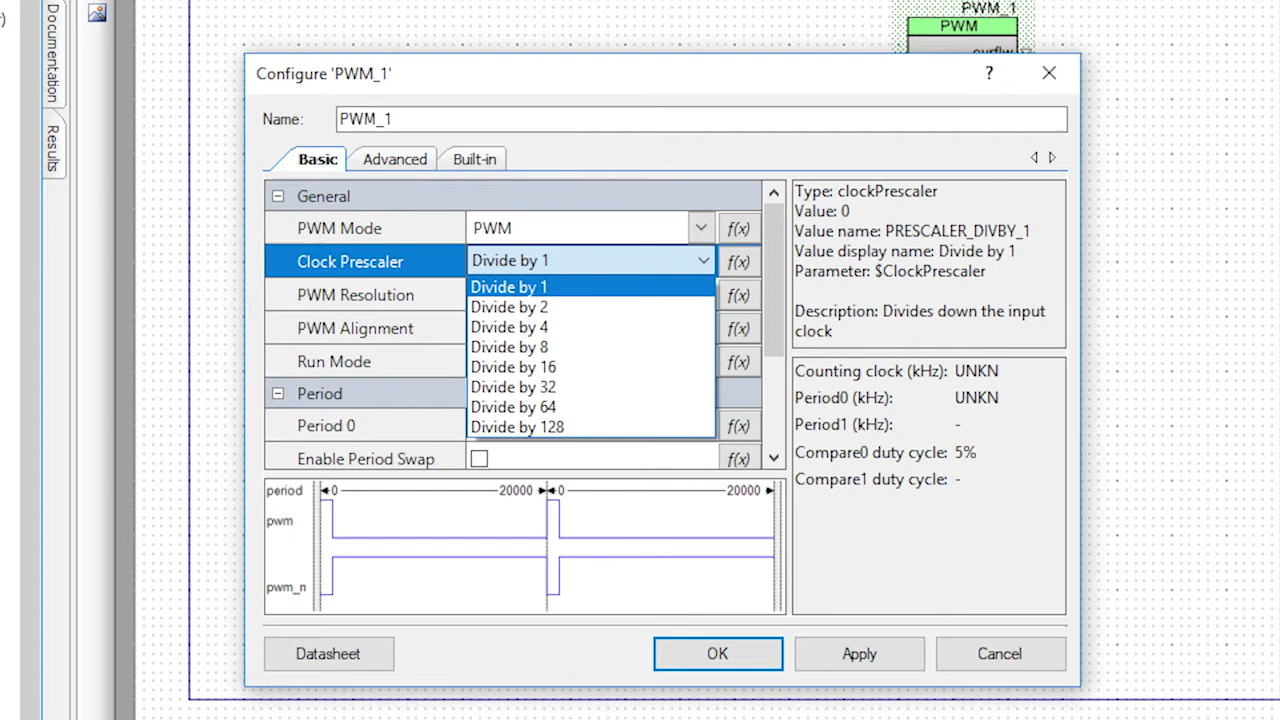 )
Documentation
Results
PWM_1
PWM
ovrflw
Configure 'PWM_1'
?
Name: PWM_1
Basic Advanced Built-in
General
PWM Mode PWM f(x)
Clock Prescaler Divide by 1 f(x)
PWM Resolution f(x)
PWM Alignment f(x)
Run Mode f(x)
Divide by 1
Divide by 2
Divide by 4
Divide by 8
Divide by 16
Divide by 32
Divide by 64
Divide by 128
Period
Period 0 f(x)
Enable Period Swap f(x)
Type: clockPrescaler
Value: 0
Value name: PRESCALER_DIVBY_1
Value display name: Divide by 1
Parameter: $ClockPrescaler
Description: Divides down the input
clock
Counting clock (kHz): UNKN
Period0 (kHz): UNKN
Period1 (kHz): -
Compare0 duty cycle: 5%
Compare1 duty cycle: -
period 0 20000 0 20000
pwm
pwm_n
Datasheet OK Apply Cancel